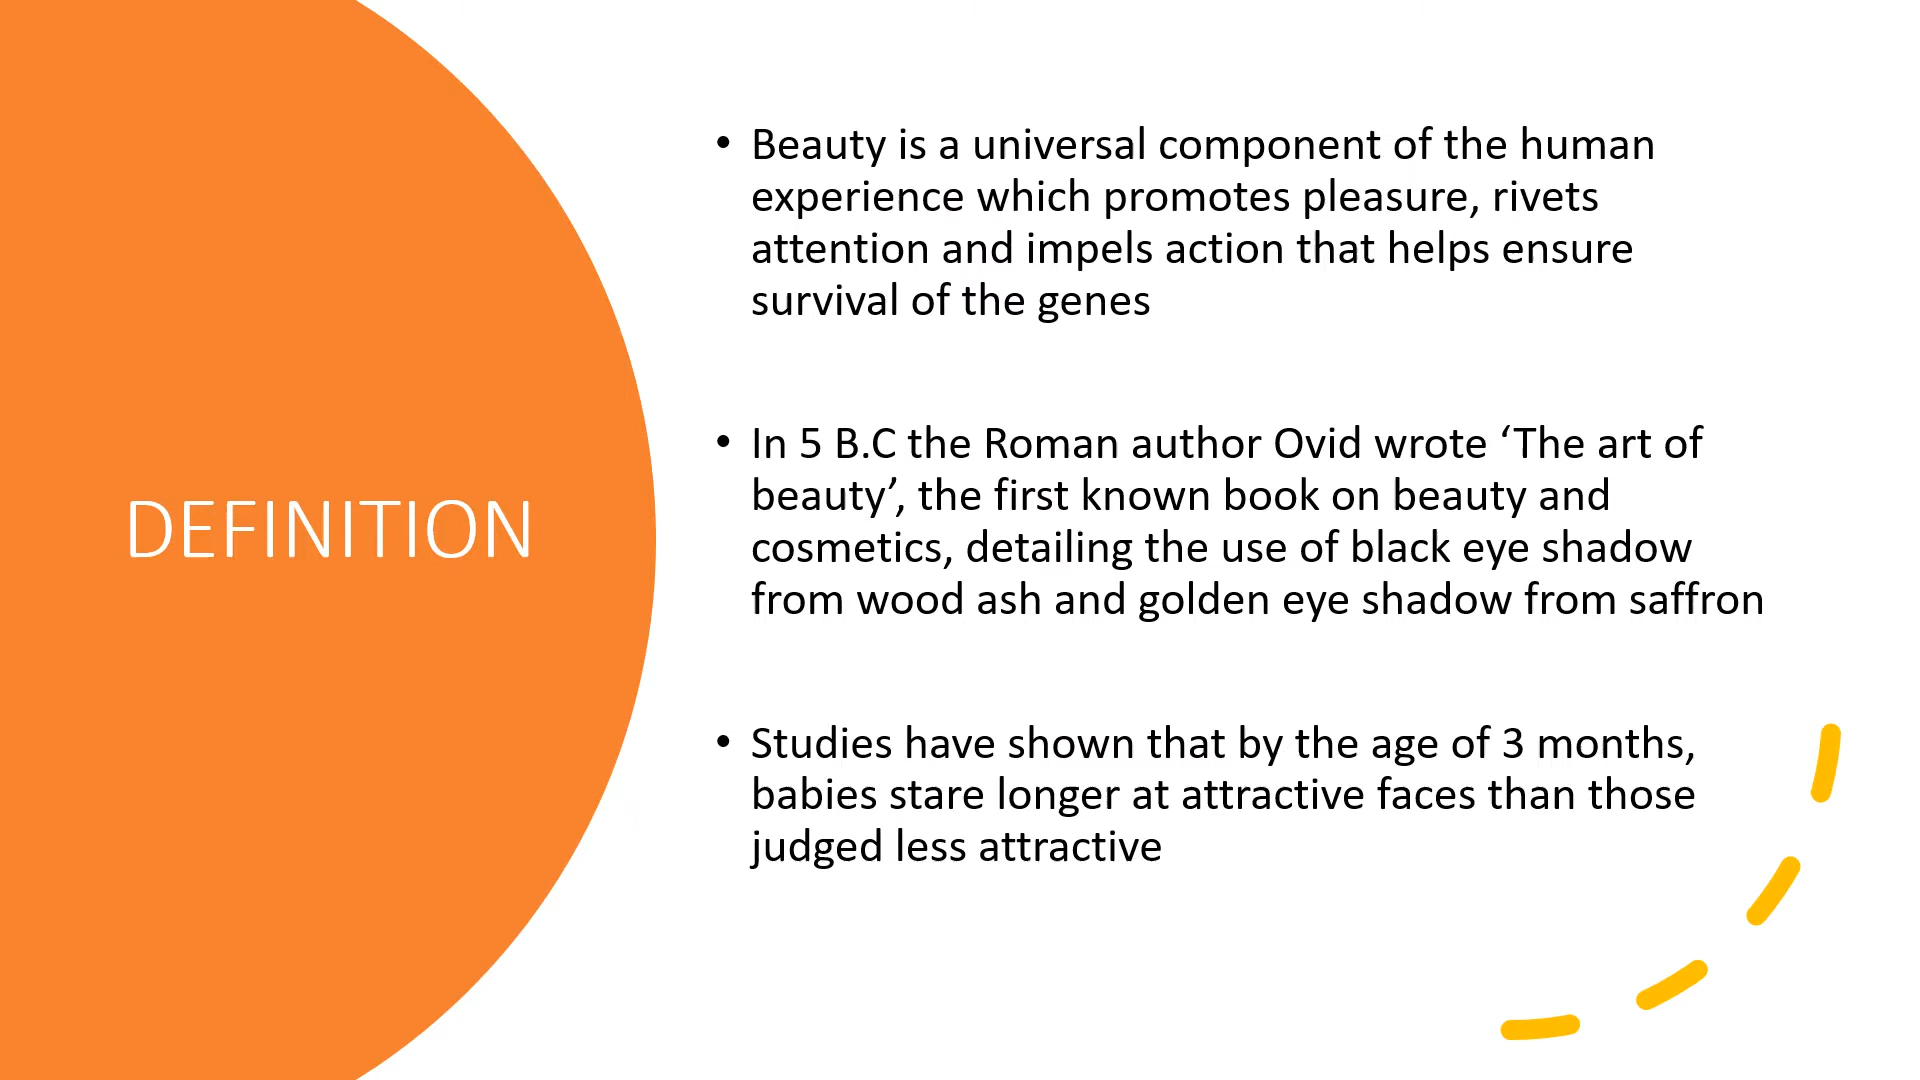 DEFINITION
• Beauty is a universal component of the human
experience which promotes pleasure, rivets
attention and impels action that helps ensure
survival of the genes
• In 5 B.C the Roman author Ovid wrote ‘The art of
beauty’, the first known book on beauty and
cosmetics, detailing the use of black eye shadow
from wood ash and golden eye shadow from saffron
• Studies have shown that by the age of 3 months,
babies stare longer at attractive faces than those
judged less attractive